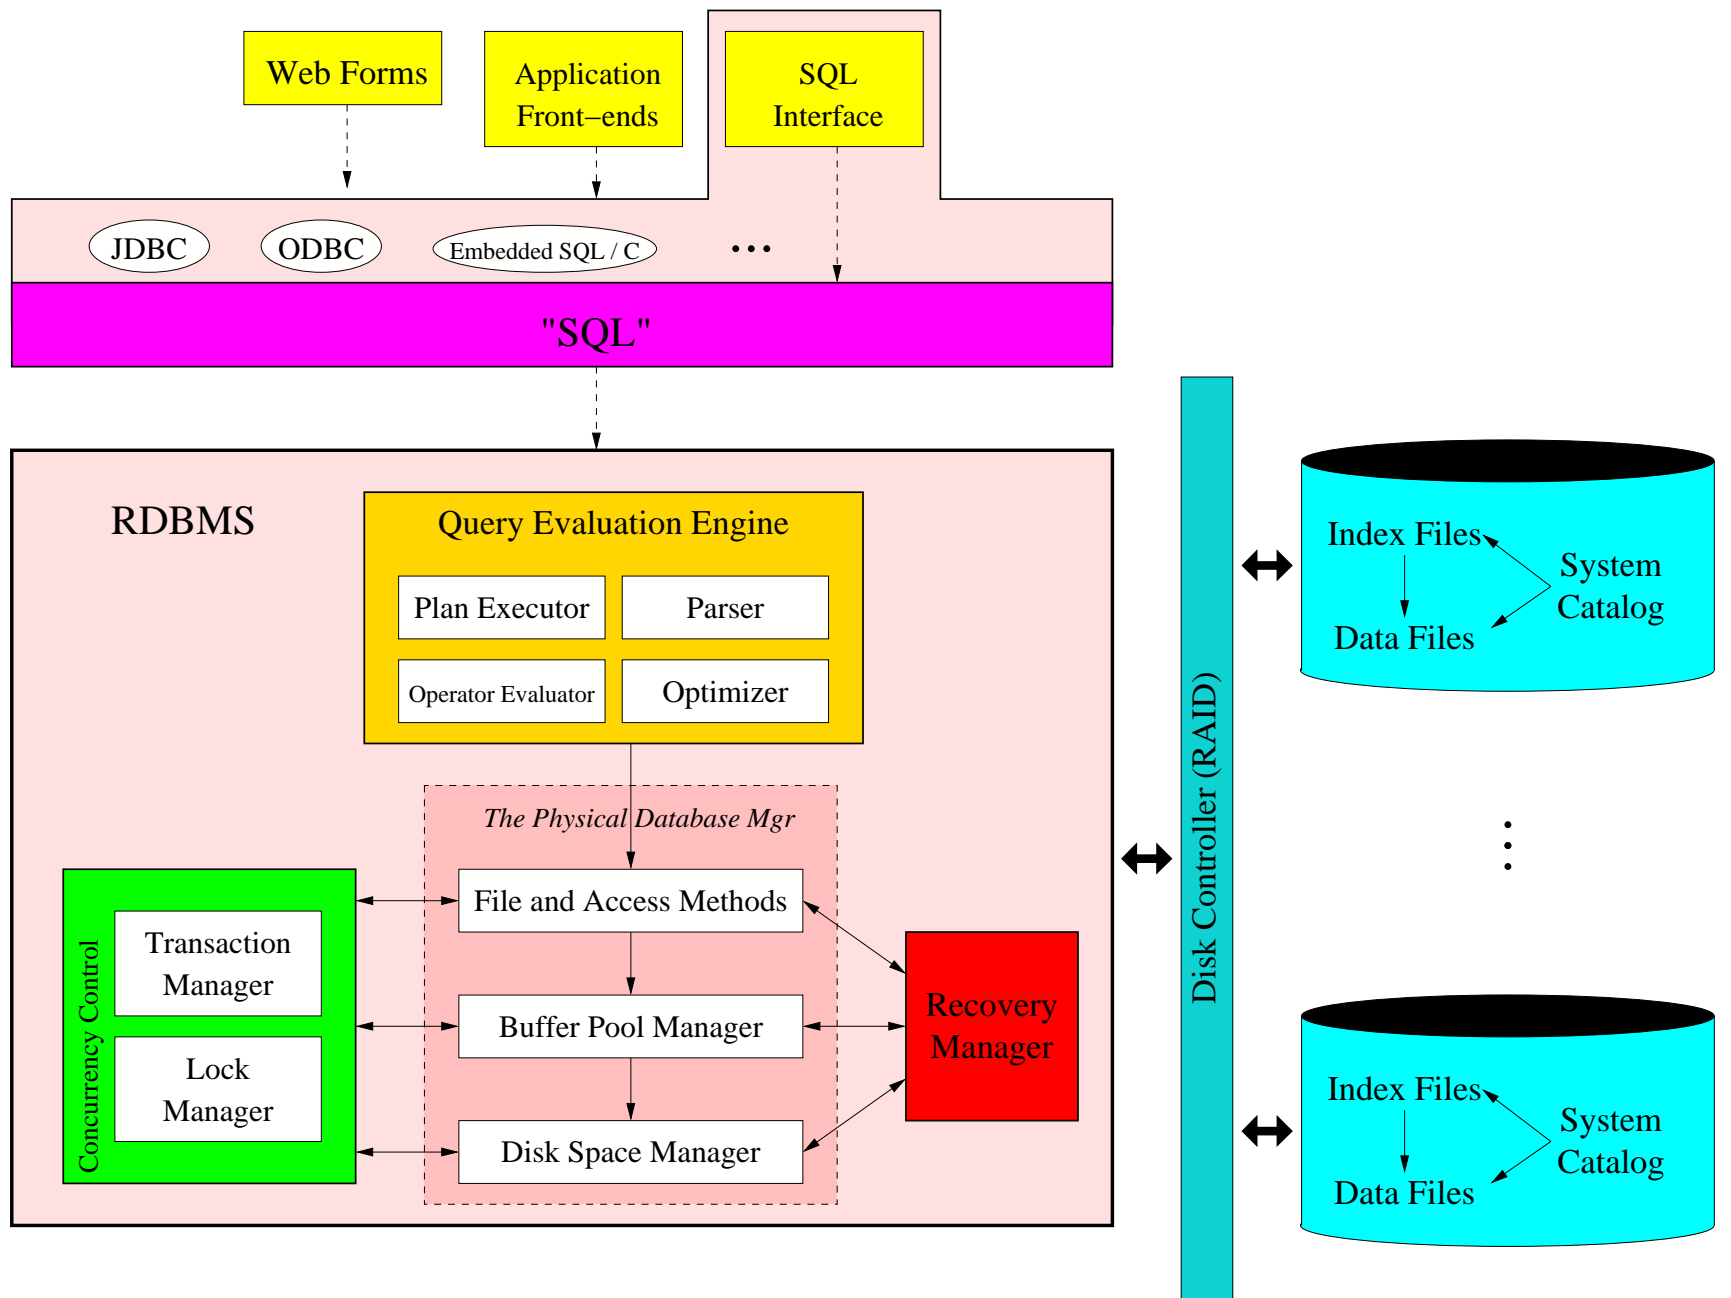 Web Forms
Application
Front–ends
SQL
Interface
JDBC
ODBC
Embedded SQL / C
...
"SQL"
RDBMS
Query Evaluation Engine
Plan Executor
Parser
Operator Evaluator
Optimizer
The Physical Database Mgr
File and Access Methods
Buffer Pool Manager
Disk Space Manager
Concurrency Control
Transaction
Manager
Lock
Manager
Recovery
Manager
Disk Controller (RAID)
Index Files
System
Catalog
Data Files
Index Files
System
Catalog
Data Files